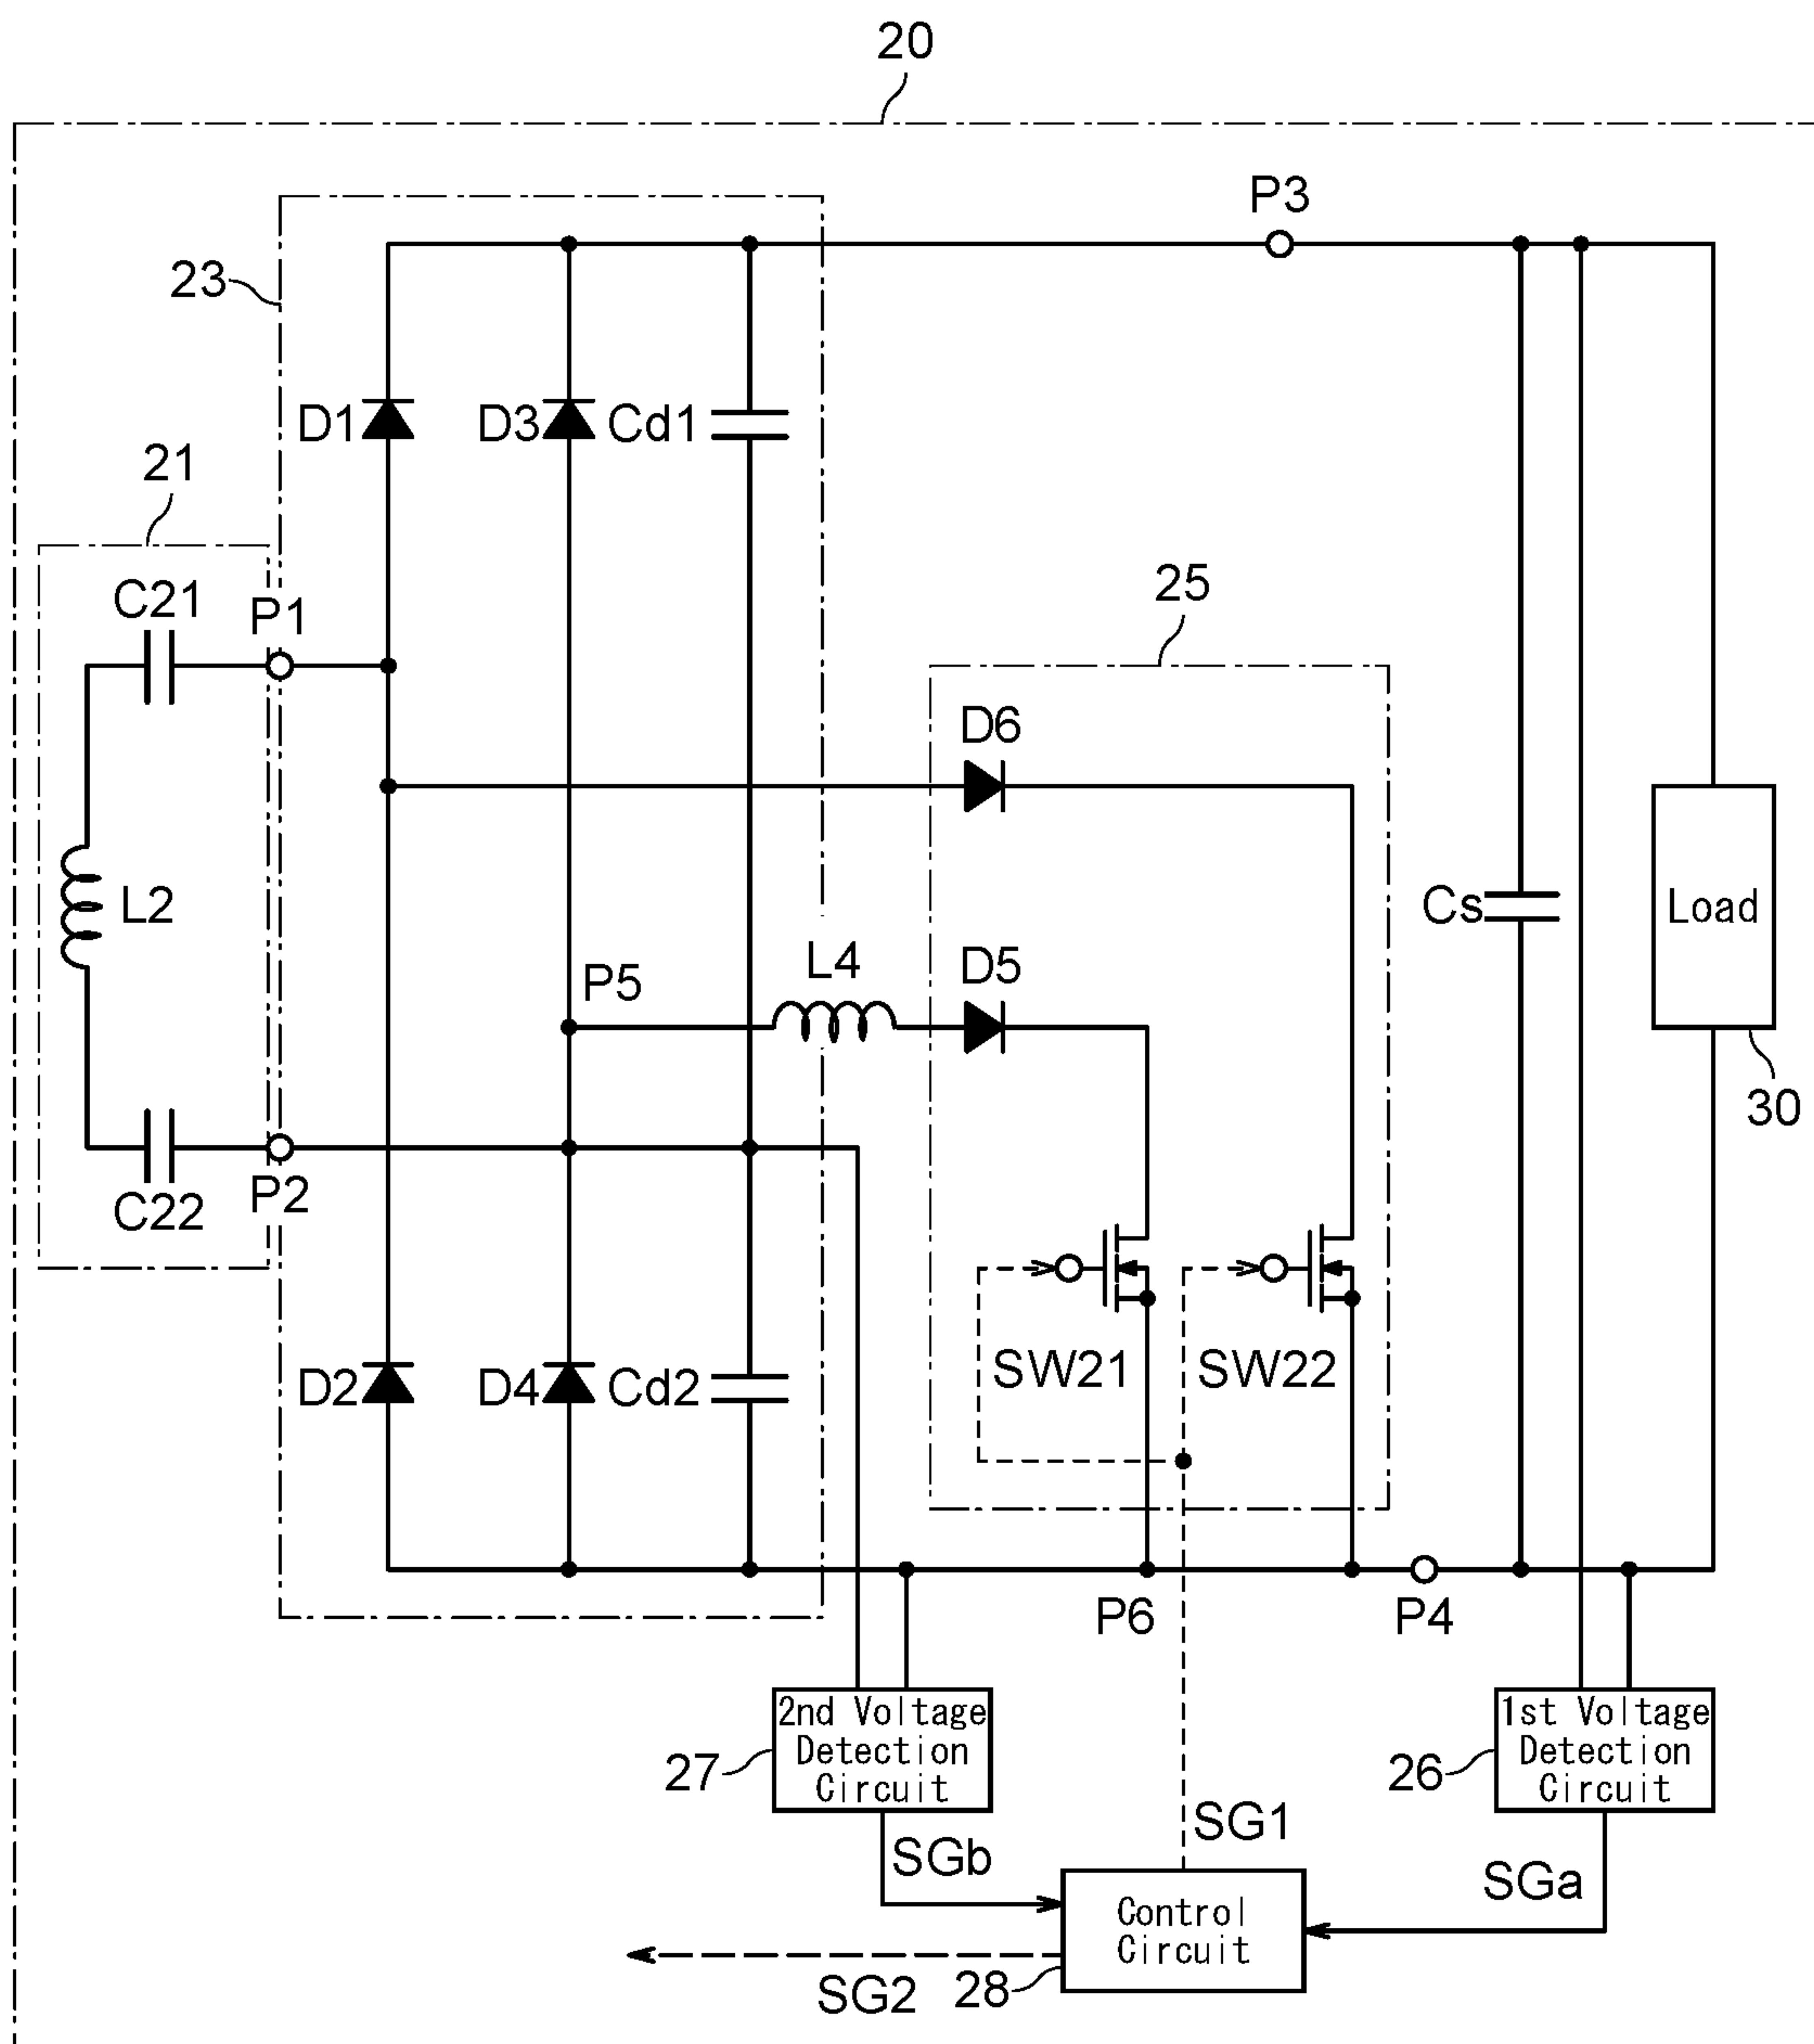 20
P3
23
D1
D3
Cd1
21
C21
P1
25
D6
L2
Cs
Load
P5
L4
D5
30
C22
P2
SW21
SW22
D2
D4
Cd2
P6
P4
2nd Voltage
Detection
Circuit
27
1st Voltage
Detection
Circuit
26
SG1
SGb
SGa
Control
Circuit
28
SG2